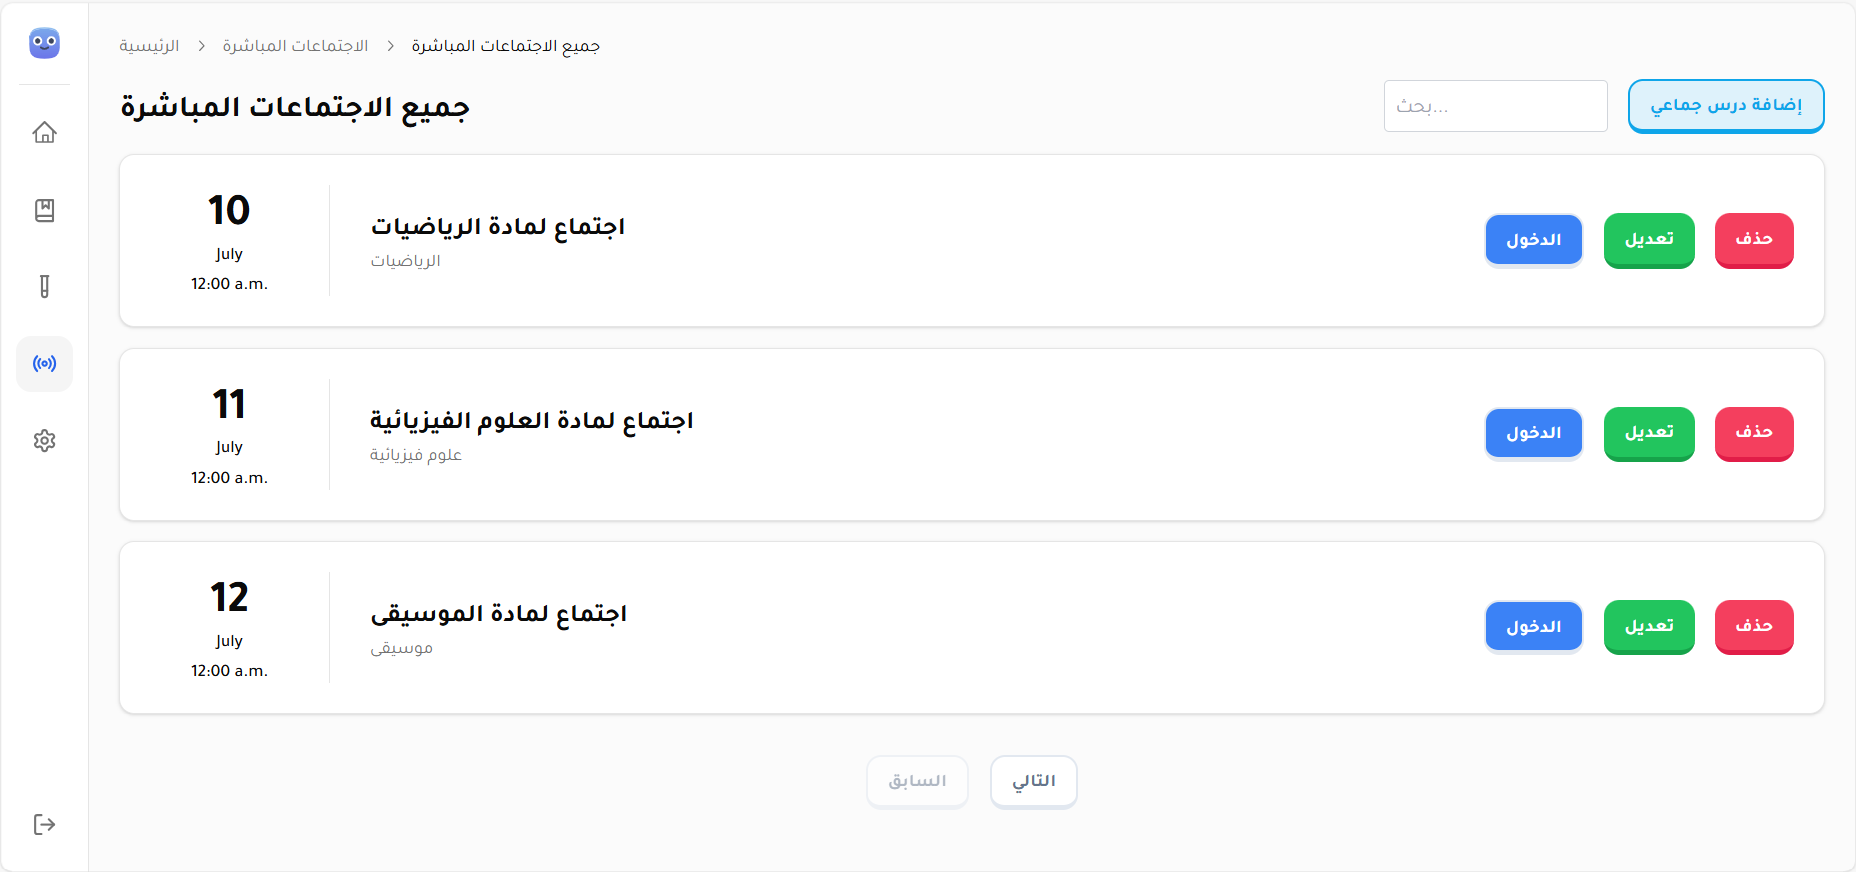 الرئيسية > الاجتماعات المباشرة > جميع الاجتماعات المباشرة
جميع الاجتماعات المباشرة
بحث...
إضافة درس جماعي
10
July
12:00 a.m.
اجتماع لمادة الرياضيات
الرياضيات
الدخول
تعديل
حذف
11
July
12:00 a.m.
اجتماع لمادة العلوم الفيزيائية
علوم فيزيائية
الدخول
تعديل
حذف
12
July
12:00 a.m.
اجتماع لمادة الموسيقى
موسيقى
الدخول
تعديل
حذف
السابق
التالي